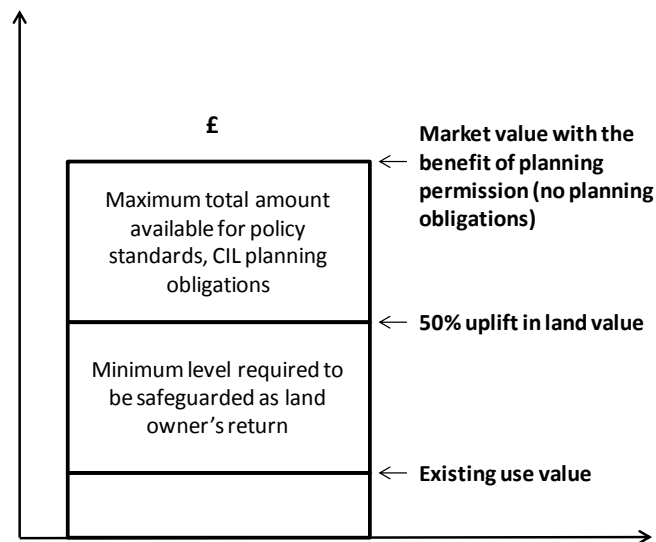 £
Market value with the
benefit of planning
permission (no planning
obligations)
Maximum total amount
available for policy
standards, CIL planning
obligations
50% uplift in land value
Minimum level required to
be safeguarded as land
owner’s return
Existing use value